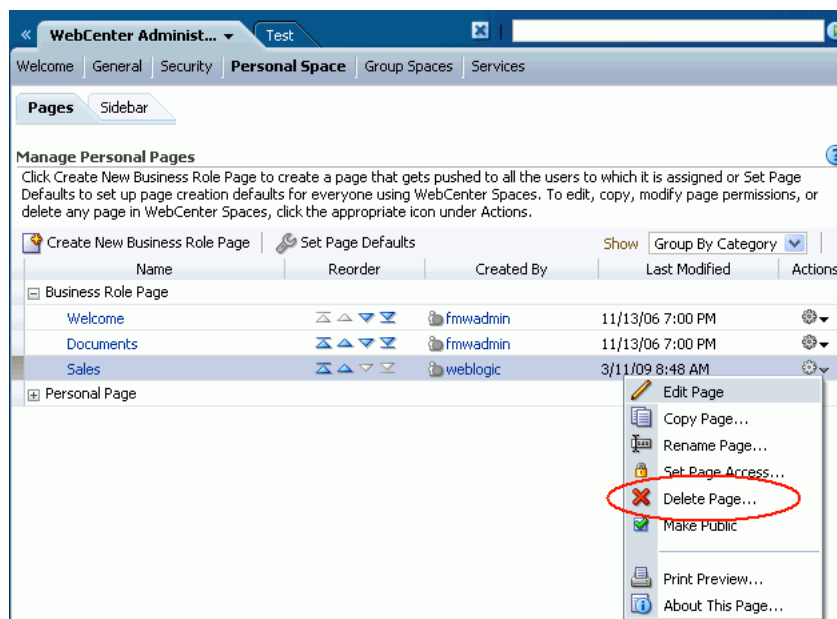 « WebCenter Administ... Test
Welcome General Security Personal Space Group Spaces Services
Pages Sidebar
Manage Personal Pages
Click Create New Business Role Page to create a page that gets pushed to all the users to which it is assigned or Set Page
Defaults to set up page creation defaults for everyone using WebCenter Spaces. To edit, copy, modify page permissions, or
delete any page in WebCenter Spaces, click the appropriate icon under Actions.
Create New Business Role Page Set Page Defaults Show Group By Category
Name Reorder Created By Last Modified Actions
Business Role Page
Welcome fmwadmin 11/13/06 7:00 PM
Documents fmwadmin 11/13/06 7:00 PM
Sales weblogic 3/11/09 8:48 AM
Personal Page
Edit Page
Copy Page...
Rename Page...
Set Page Access...
Delete Page...
Make Public
Print Preview...
About This Page...